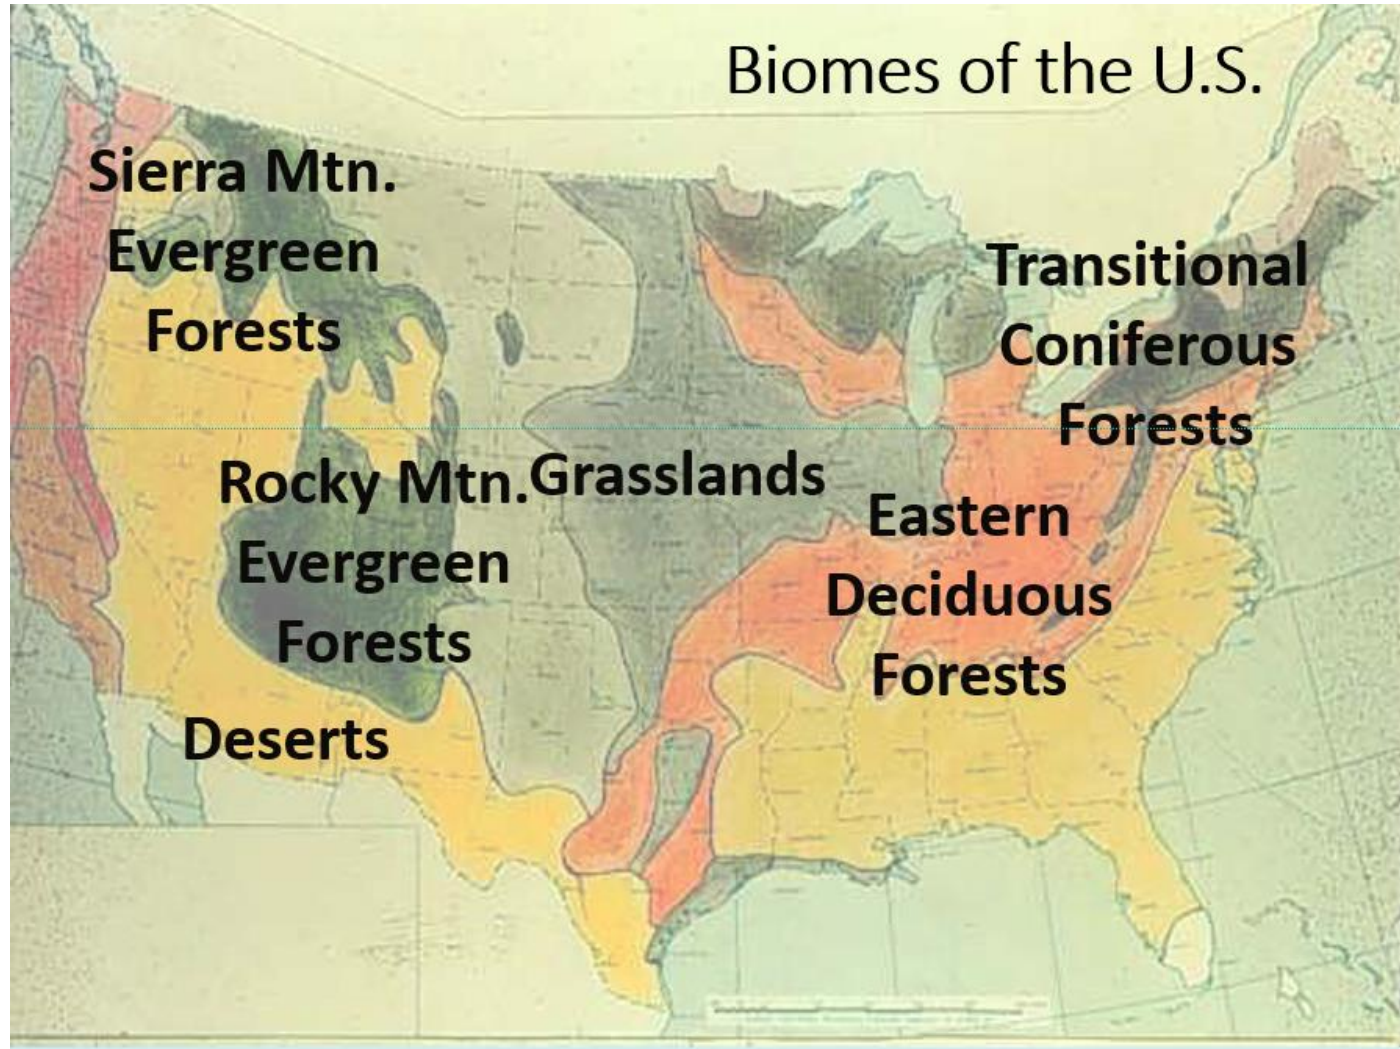 Biomes of the U.S.
Sierra Mtn.
Evergreen
Forests
Transitional
Coniferous
Forests
Rocky Mtn.
Evergreen
Forests
Grasslands
Eastern
Deciduous
Forests
Deserts